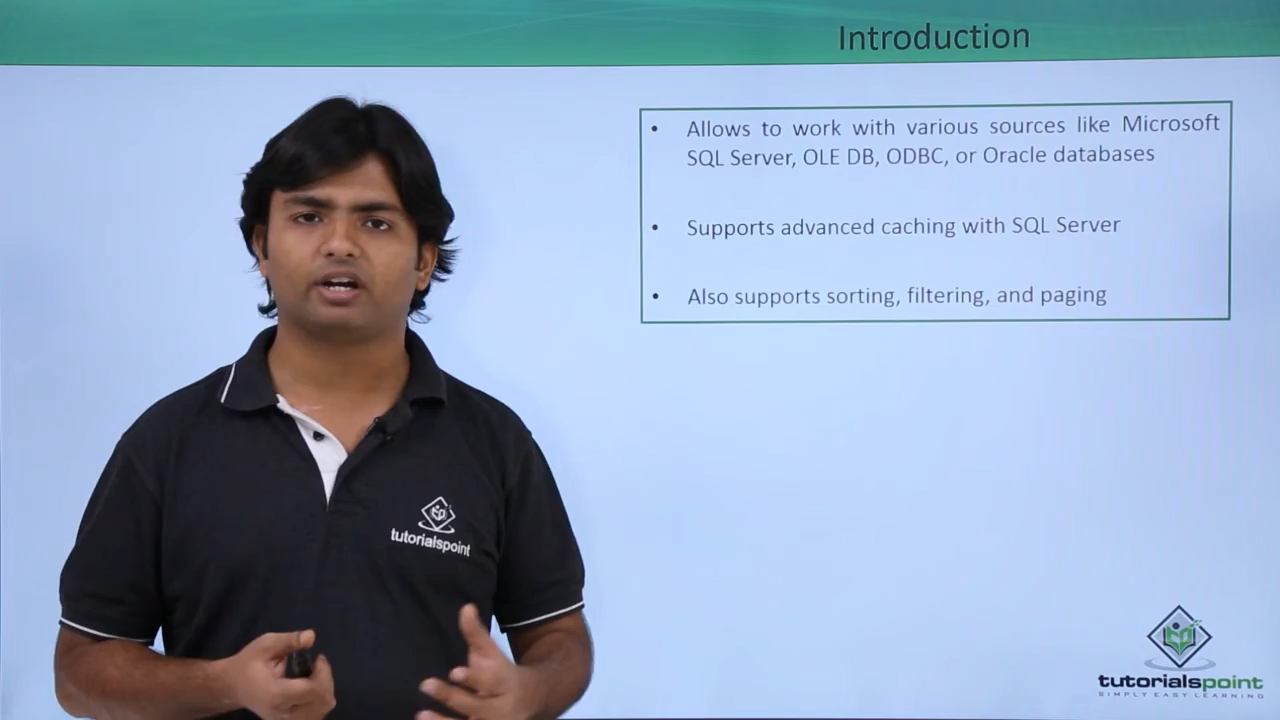 Introduction
• Allows to work with various sources like Microsoft
SQL Server, OLE DB, ODBC, or Oracle databases
• Supports advanced caching with SQL Server
• Also supports sorting, filtering, and paging
tutorialspoint
tutorialspoint
SIMPLY EASY LEARNING